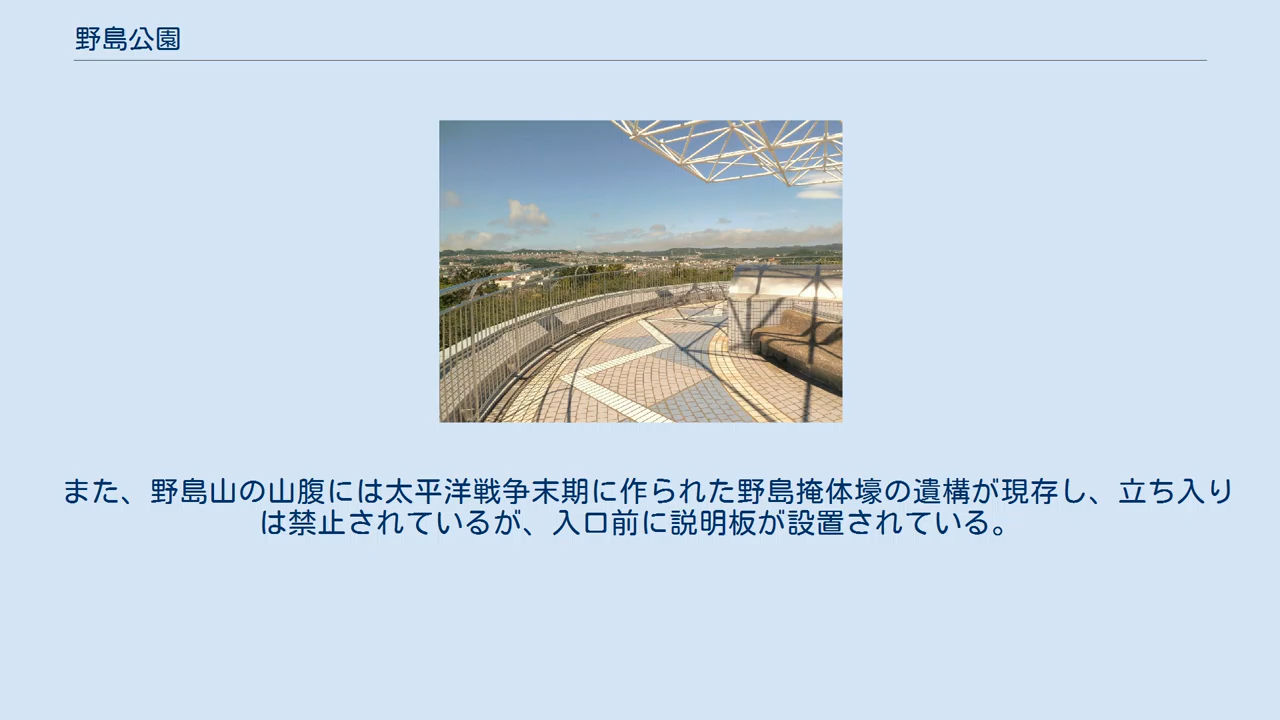 野島公園
また、野島山の山腹には太平洋戦争末期に作られた野島掩体壕の遺構が現存し、立ち入り
は禁止されているが、入口前に説明板が設置されている。